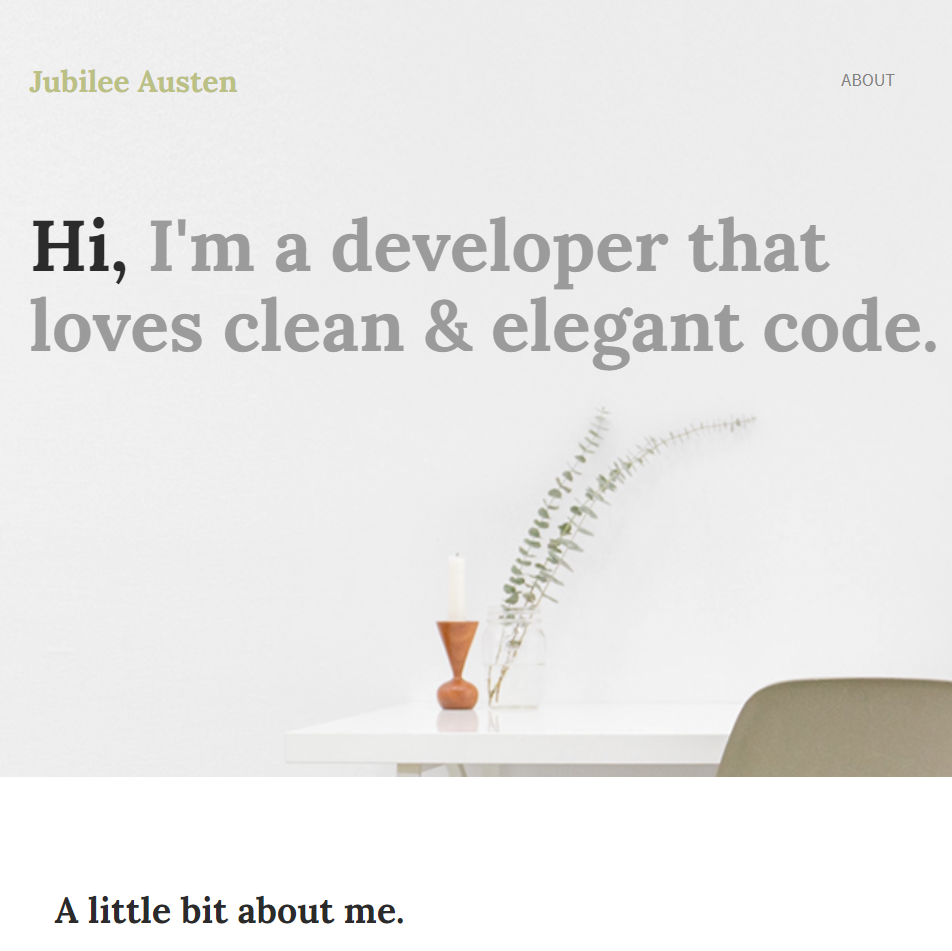 Jubilee Austen
ABOUT
Hi, I'm a developer that
loves clean & elegant code.
A little bit about me.